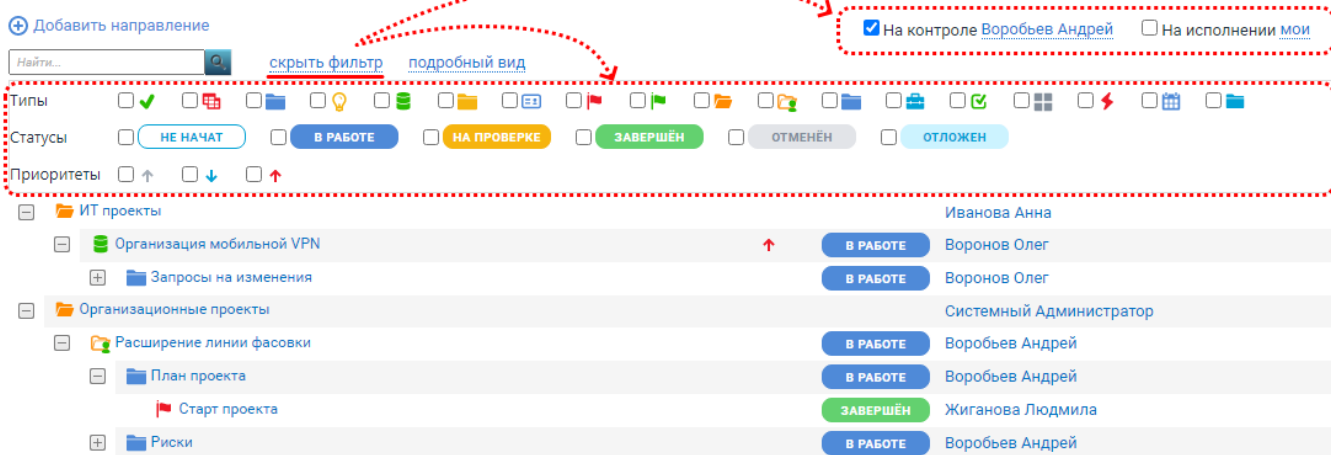 Добавить направление
На контроле Воробьев Андрей На исполнении мои
Найти... скрыть фильтр подробный вид
Типы
Статусы НЕ НАЧАТ В РАБОТЕ НА ПРОВЕРКЕ ЗАВЕРШЁН ОТМЕНЁН ОТЛОЖЕН
Приоритеты
ИТ проекты Иванова Анна
Организация мобильной VPN В РАБОТЕ Воронов Олег
Запросы на изменения В РАБОТЕ Воронов Олег
Организационные проекты Системный Администратор
Расширение линии фасовки В РАБОТЕ Воробьев Андрей
План проекта В РАБОТЕ Воробьев Андрей
Старт проекта ЗАВЕРШЁН Жиганова Людмила
Риски В РАБОТЕ Воробьев Андрей